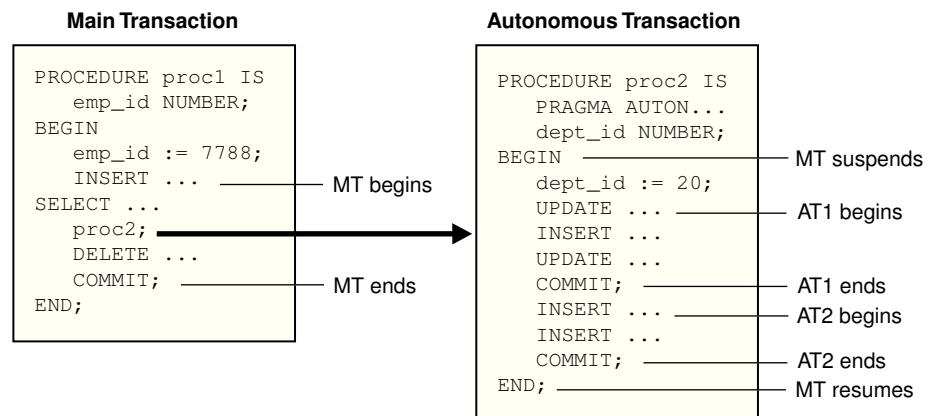 Main Transaction
PROCEDURE proc1 IS
emp_id NUMBER;
BEGIN
emp_id := 7788;
INSERT ...
MT begins
SELECT ...
proc2;
DELETE ...
COMMIT;
MT ends
END;
Autonomous Transaction
PROCEDURE proc2 IS
PRAGMA AUTON...
dept_id NUMBER;
BEGIN
MT suspends
dept_id := 20;
UPDATE ...
AT1 begins
INSERT ...
UPDATE ...
COMMIT;
AT1 ends
INSERT ...
AT2 begins
INSERT ...
COMMIT;
AT2 ends
END;
MT resumes